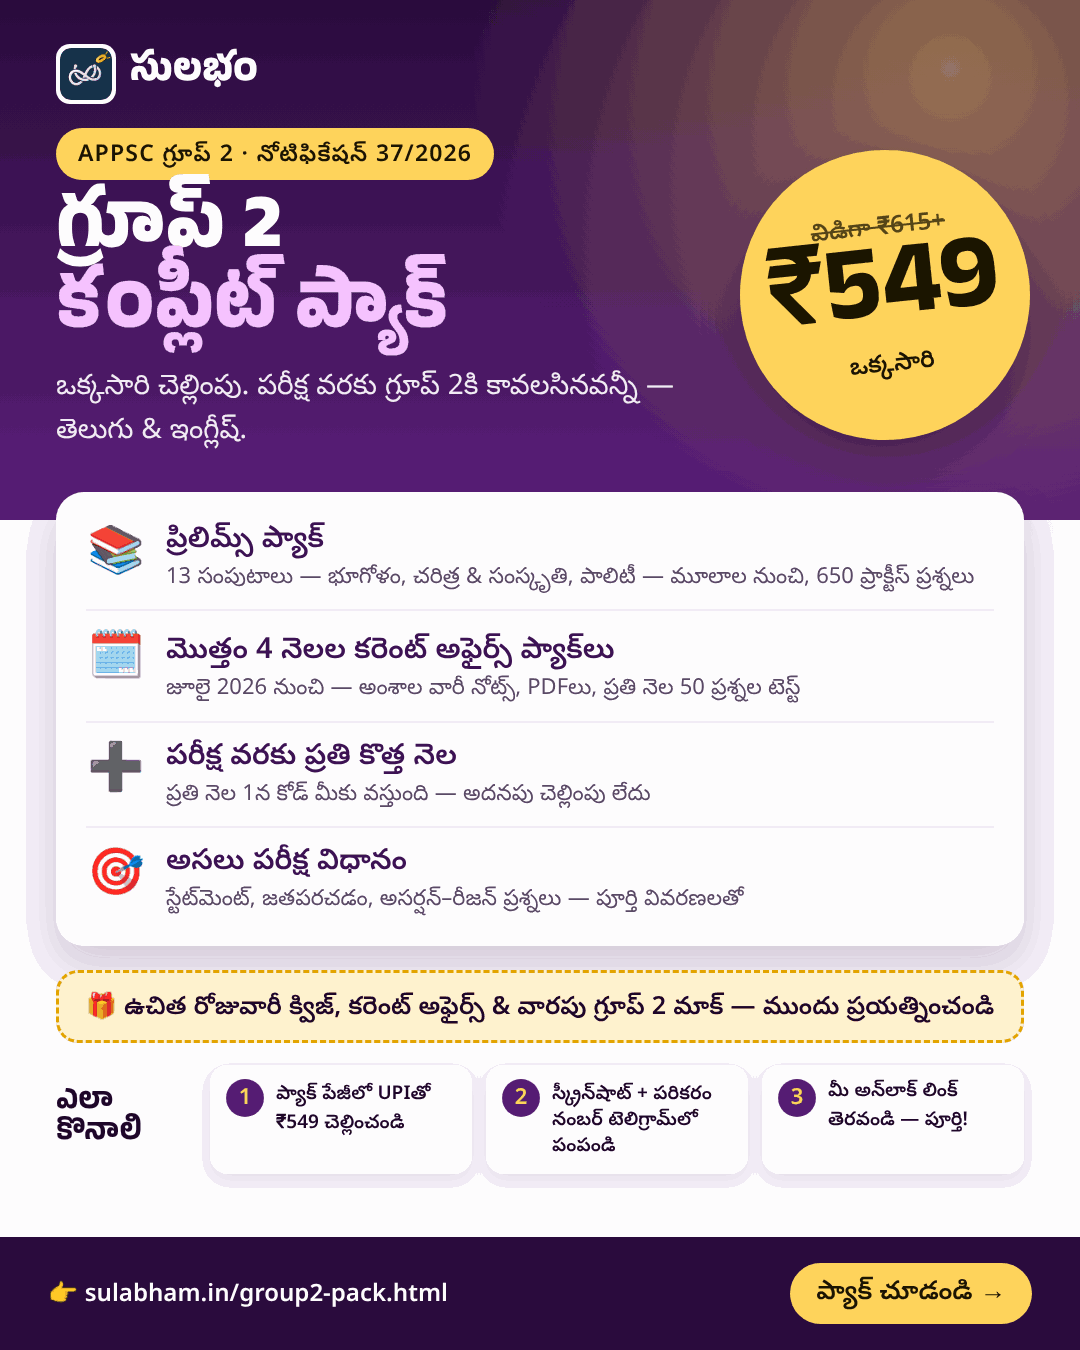 సులభం
APPSC గ్రూప్ 2 · నోటిఫికేషన్ 37/2026
గ్రూప్ 2
కంప్లీట్ ప్యాక్
విడిగా ₹615+
₹549
ఒక్కసారి
ఒక్కసారి చెల్లింపు. పరీక్ష వరకు గ్రూప్ 2కి కావలసినవన్నీ —
తెలుగు & ఇంగ్లీష్.
ప్రిలిమ్స్ ప్యాక్
13 సంపుటాలు — భూగోళం, చరిత్ర & సంస్కృతి, పాలిటీ — మూలాల నుంచి, 650 ప్రాక్టీస్ ప్రశ్నలు
మొత్తం 4 నెలల కరెంట్ అఫైర్స్ ప్యాక్‌లు
జూలై 2026 నుంచి — అంశాల వారీ నోట్స్, PDFలు, ప్రతి నెల 50 ప్రశ్నల టెస్ట్
పరీక్ష వరకు ప్రతి కొత్త నెల
ప్రతి నెల 1న కోడ్ మీకు వస్తుంది — అదనపు చెల్లింపు లేదు
అసలు పరీక్ష విధానం
స్టేట్‌మెంట్, జతపరచడం, అసర్షన్–రీజన్ ప్రశ్నలు — పూర్తి వివరణలతో
ఉచిత రోజువారీ క్విజ్, కరెంట్ అఫైర్స్ & వారపు గ్రూప్ 2 మాక్ — ముందు ప్రయత్నించండి
ఎలా
కొనాలి
1 ప్యాక్ పేజీలో UPIతో
₹549 చెల్లించండి
2 స్క్రీన్‌షాట్ + పరికరం
నంబర్ టెలిగ్రామ్‌లో
పంపండి
3 మీ అన్‌లాక్ లింక్
తెరవండి — పూర్తి!
sulabham.in/group2-pack.html
ప్యాక్ చూడండి →